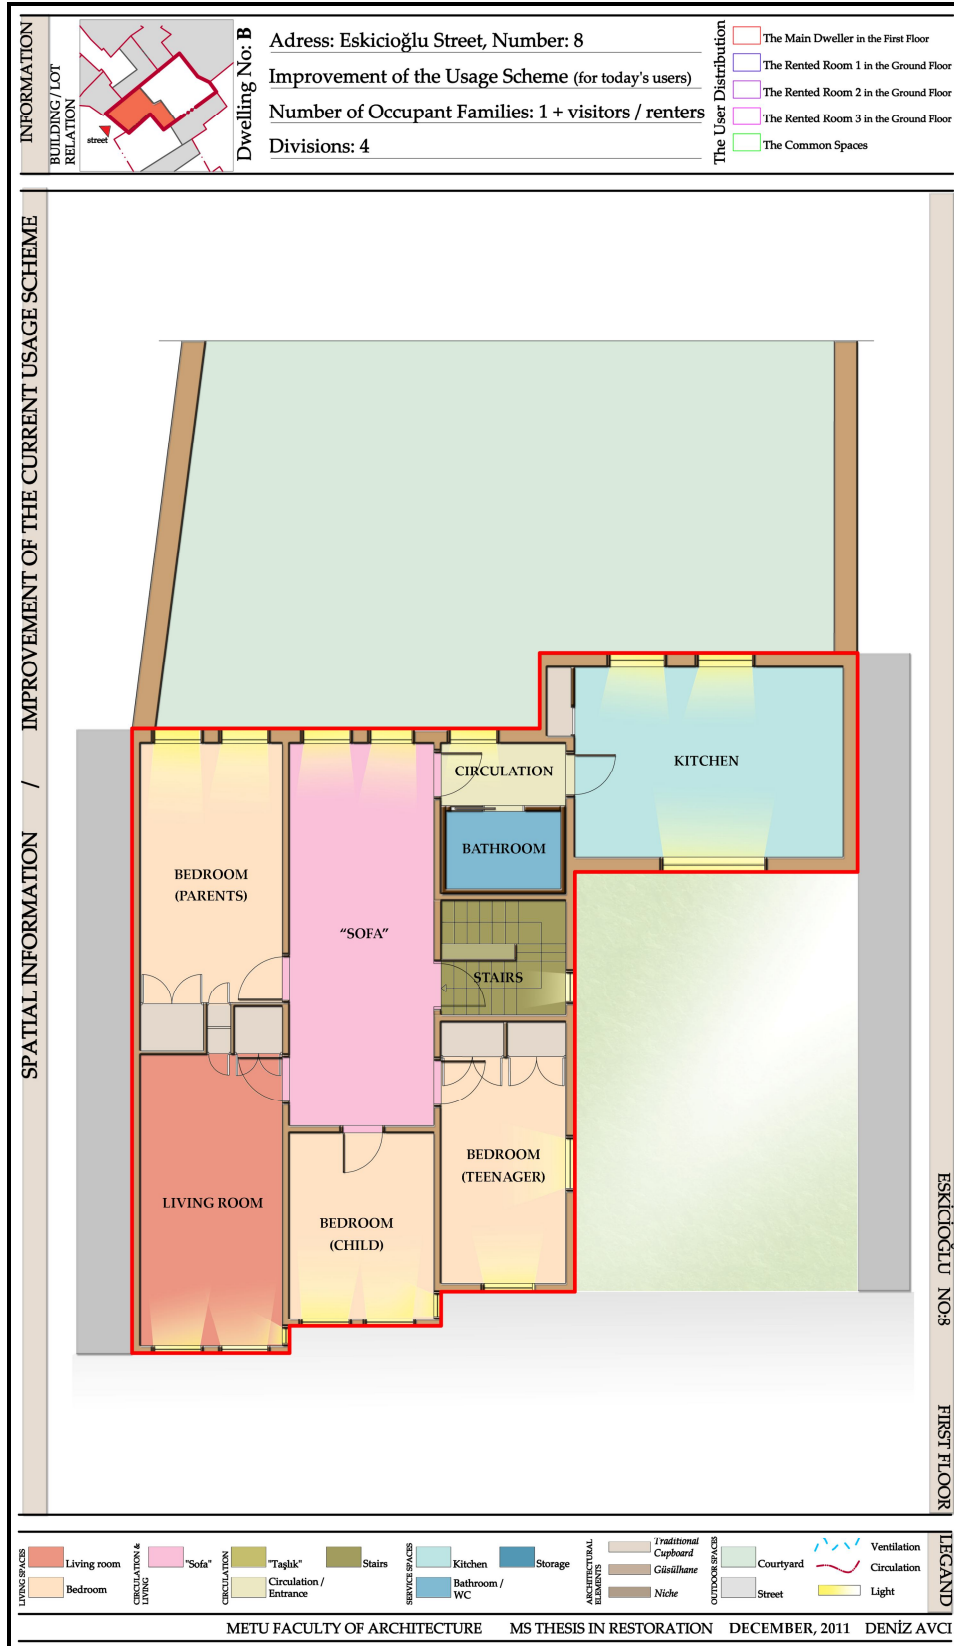 INFORMATION
BUILDING / LOT
RELATION
street
Dwelling No: B
Adress: Eskicioğlu Street, Number: 8
Improvement of the Usage Scheme (for today's users)
Number of Occupant Families: 1 + visitors / renters
Divisions: 4
The User Distribution
The Main Dweller in the First Floor
The Rented Room 1 in the Ground Floor
The Rented Room 2 in the Ground Floor
The Rented Room 3 in the Ground Floor
The Common Spaces
SPATIAL INFORMATION / IMPROVEMENT OF THE CURRENT USAGE SCHEME
KITCHEN
CIRCULATION
BATHROOM
BEDROOM
(PARENTS)
"SOFA"
STAIRS
BEDROOM
(TEENAGER)
LIVING ROOM
BEDROOM
(CHILD)
ESKİCİOĞLU NO:8 FIRST FLOOR
LIVING SPACES
Living room
Bedroom
CIRCULATION &
LIVING
"Sofa"
CIRCULATION
"Taşlık"
Stairs
Circulation /
Entrance
SERVICE SPACES
Kitchen
Storage
Bathroom /
WC
ARCHITECTURAL
ELEMENTS
Traditional
Cupboard
Güsülhane
Niche
OUTDOOR SPACES
Courtyard
Street
Ventilation
Circulation
Light
LEGAND
METU FACULTY OF ARCHITECTURE MS THESIS IN RESTORATION DECEMBER, 2011 DENİZ AVCI